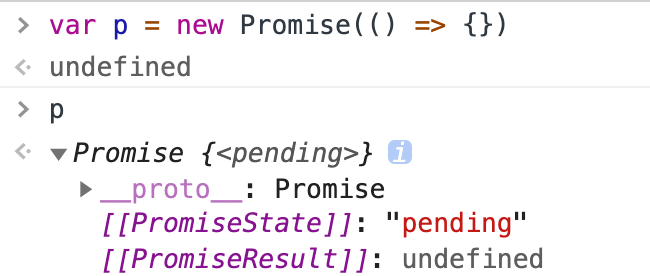 > var p = new Promise(() => {})
undefined
> p
Promise {<pending>} i
__proto__: Promise
[[PromiseState]]: "pending"
[[PromiseResult]]: undefined